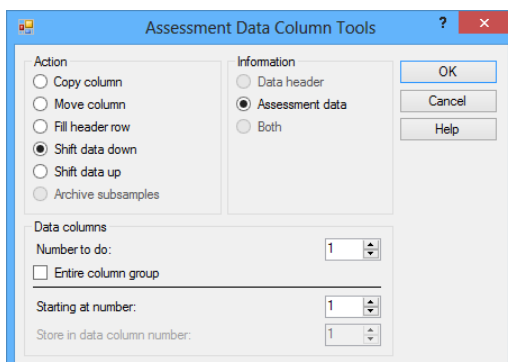 Assessment Data Column Tools ? ×
Action
Copy column
Move column
Fill header row
Shift data down
Shift data up
Archive subsamples
Information
Data header
Assessment data
Both
OK
Cancel
Help
Data columns
Number to do: 1
Entire column group
Starting at number: 1
Store in data column number: 1